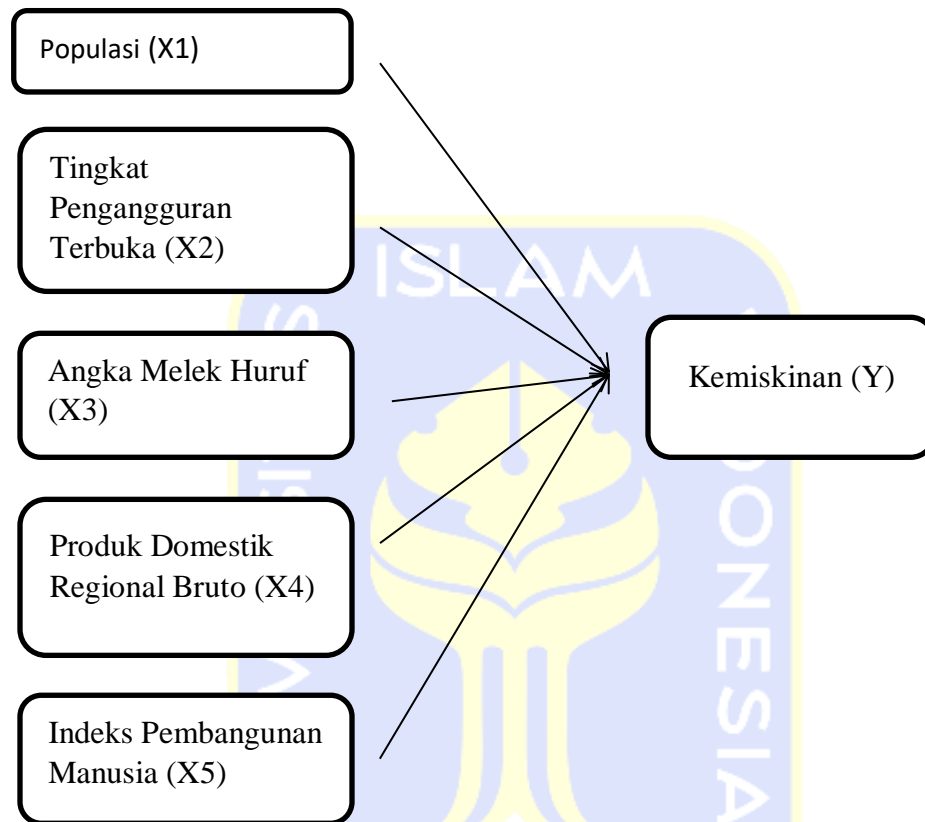 Populasi (X1)
Tingkat
Pengangguran
Terbuka (X2)
Angka Melek Huruf
(X3)
Produk Domestik
Regional Bruto (X4)
Indeks Pembangunan
Manusia (X5)
Kemiskinan (Y)
ISLAM